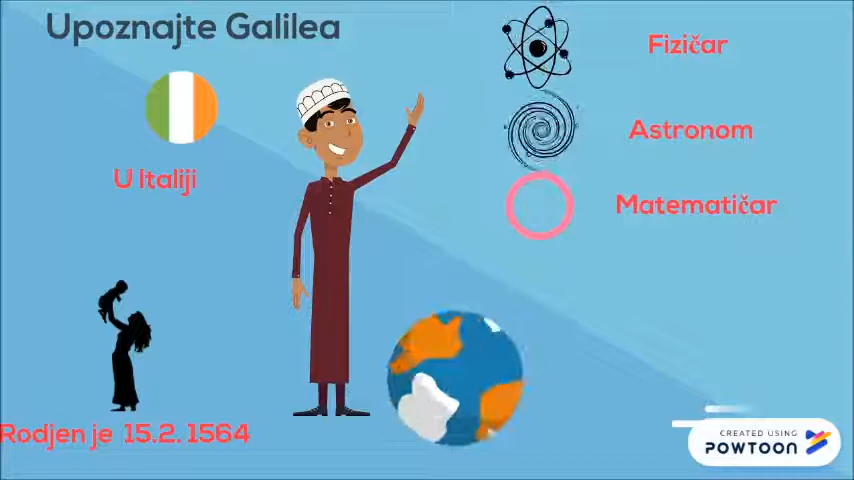 Upoznajte Galilea
Fizičar
Astronom
Matematičar
U Italiji
Rodjen je 15.2. 1564
CREATED USING
POWTOON